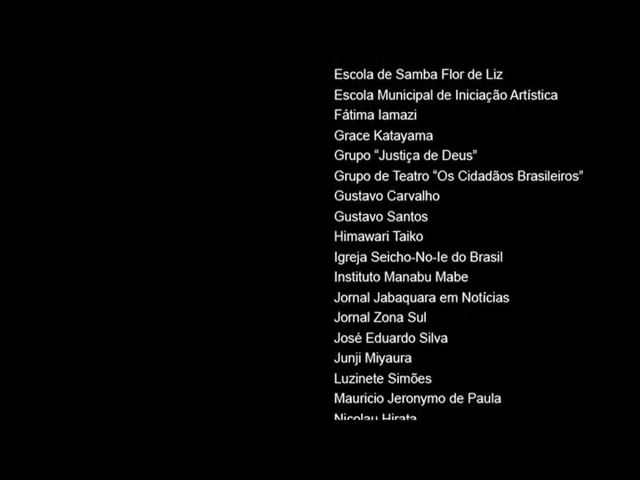 Escola de Samba Flor de Liz
Escola Municipal de Iniciação Artística
Fátima Iamazi
Grace Katayama
Grupo “Justiça de Deus”
Grupo de Teatro “Os Cidadãos Brasileiros”
Gustavo Carvalho
Gustavo Santos
Himawari Taiko
Igreja Seicho-No-Ie do Brasil
Instituto Manabu Mabe
Jornal Jabaquara em Notícias
Jornal Zona Sul
José Eduardo Silva
Junji Miyaura
Luzinete Simões
Mauricio Jeronymo de Paula
Nicolau Hirata